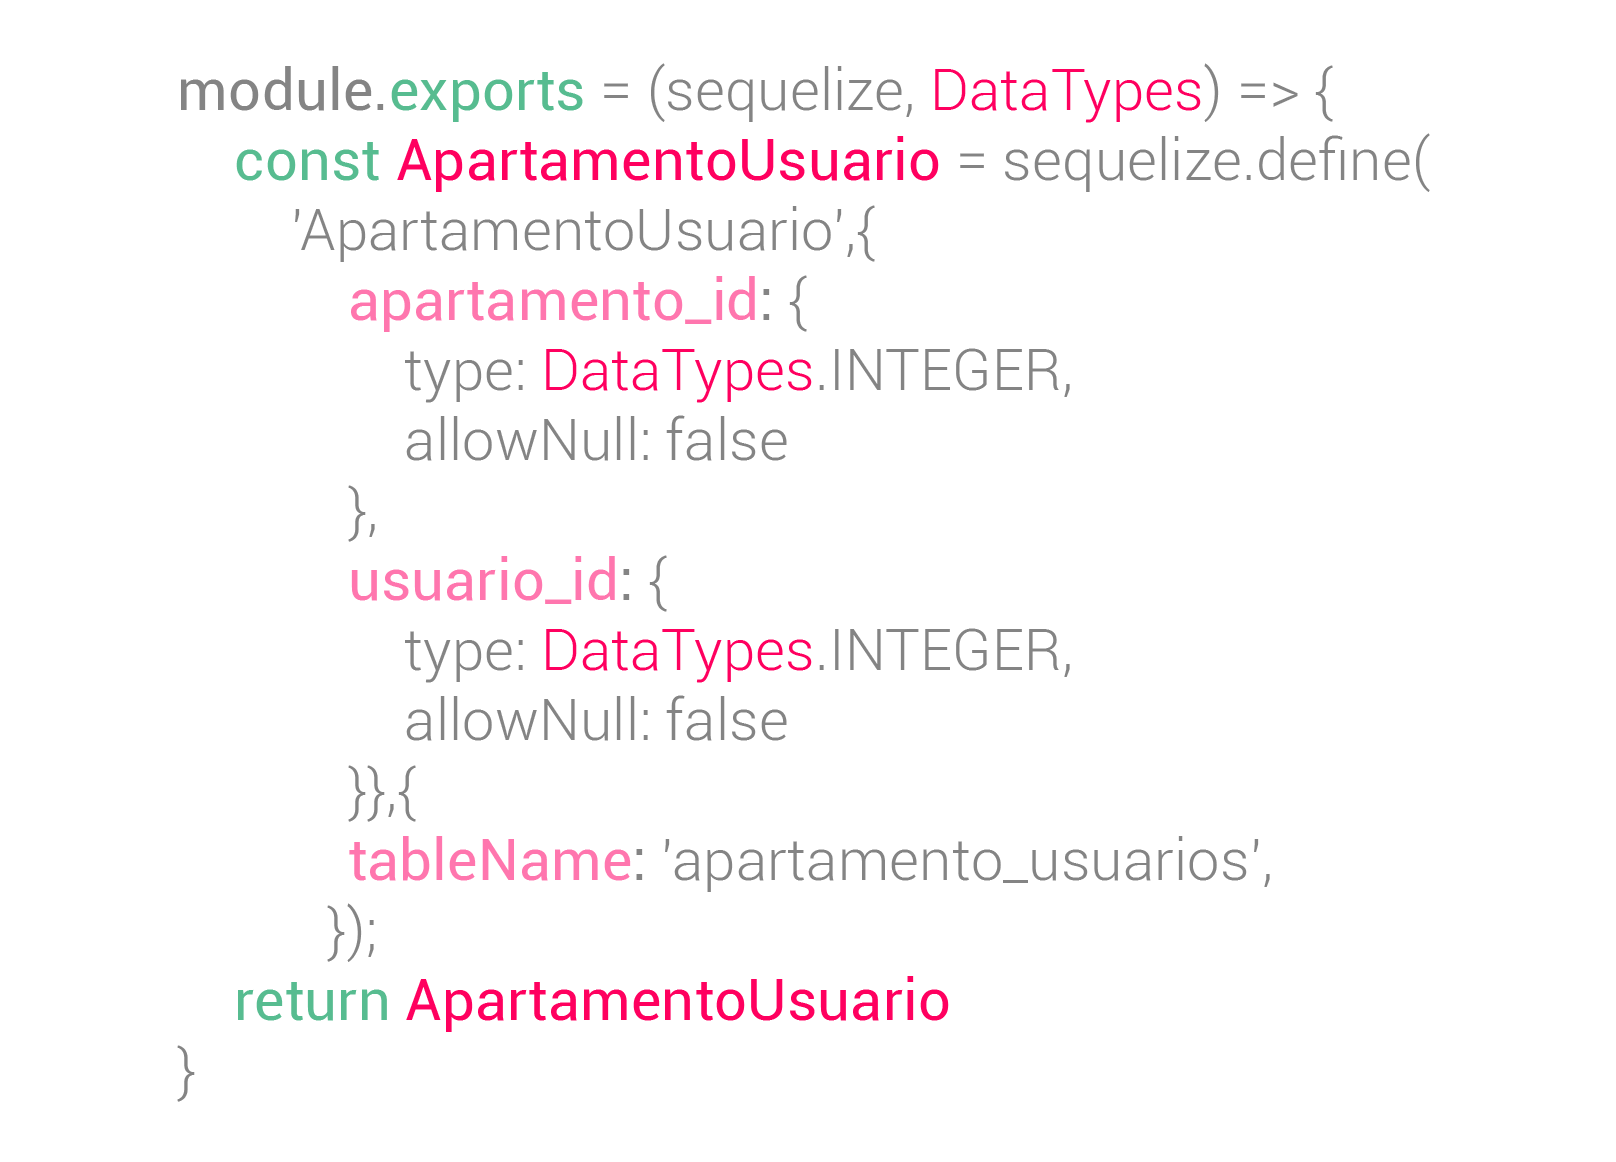 module.exports = (sequelize, DataTypes) => {
const ApartamentoUsuario = sequelize.define(
'ApartamentoUsuario',{
apartamento_id: {
type: DataTypes.INTEGER,
allowNull: false
},
usuario_id: {
type: DataTypes.INTEGER,
allowNull: false
}},{
tableName: 'apartamento_usuarios',
});
return ApartamentoUsuario
}